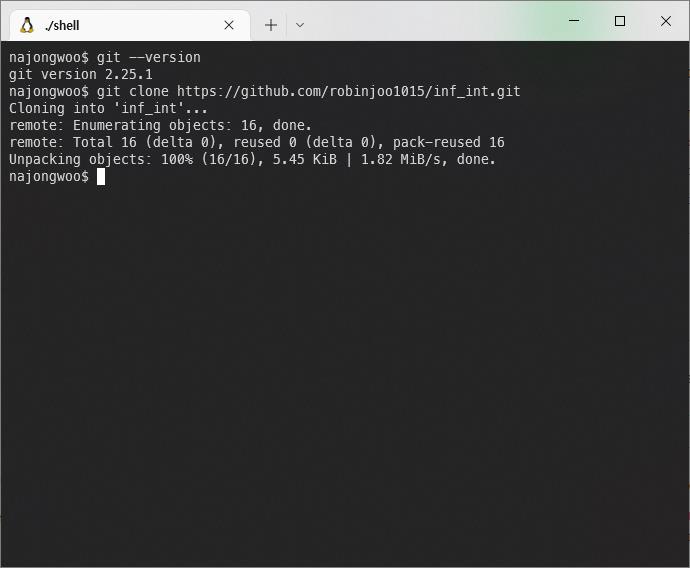 ./shell
najongwoo$ git --version
git version 2.25.1
najongwoo$ git clone https://github.com/robinjoo1015/inf_int.git
Cloning into 'inf_int'...
remote: Enumerating objects: 16, done.
remote: Total 16 (delta 0), reused 0 (delta 0), pack-reused 16
Unpacking objects: 100% (16/16), 5.45 KiB | 1.82 MiB/s, done.
najongwoo$